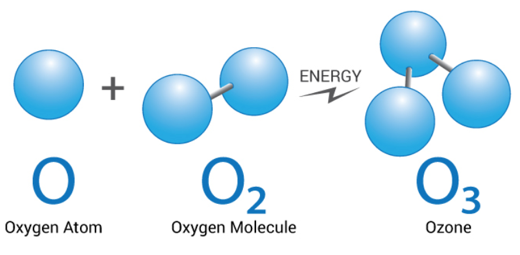 +
ENERGY
O
O2
O3
Oxygen Atom
Oxygen Molecule
Ozone